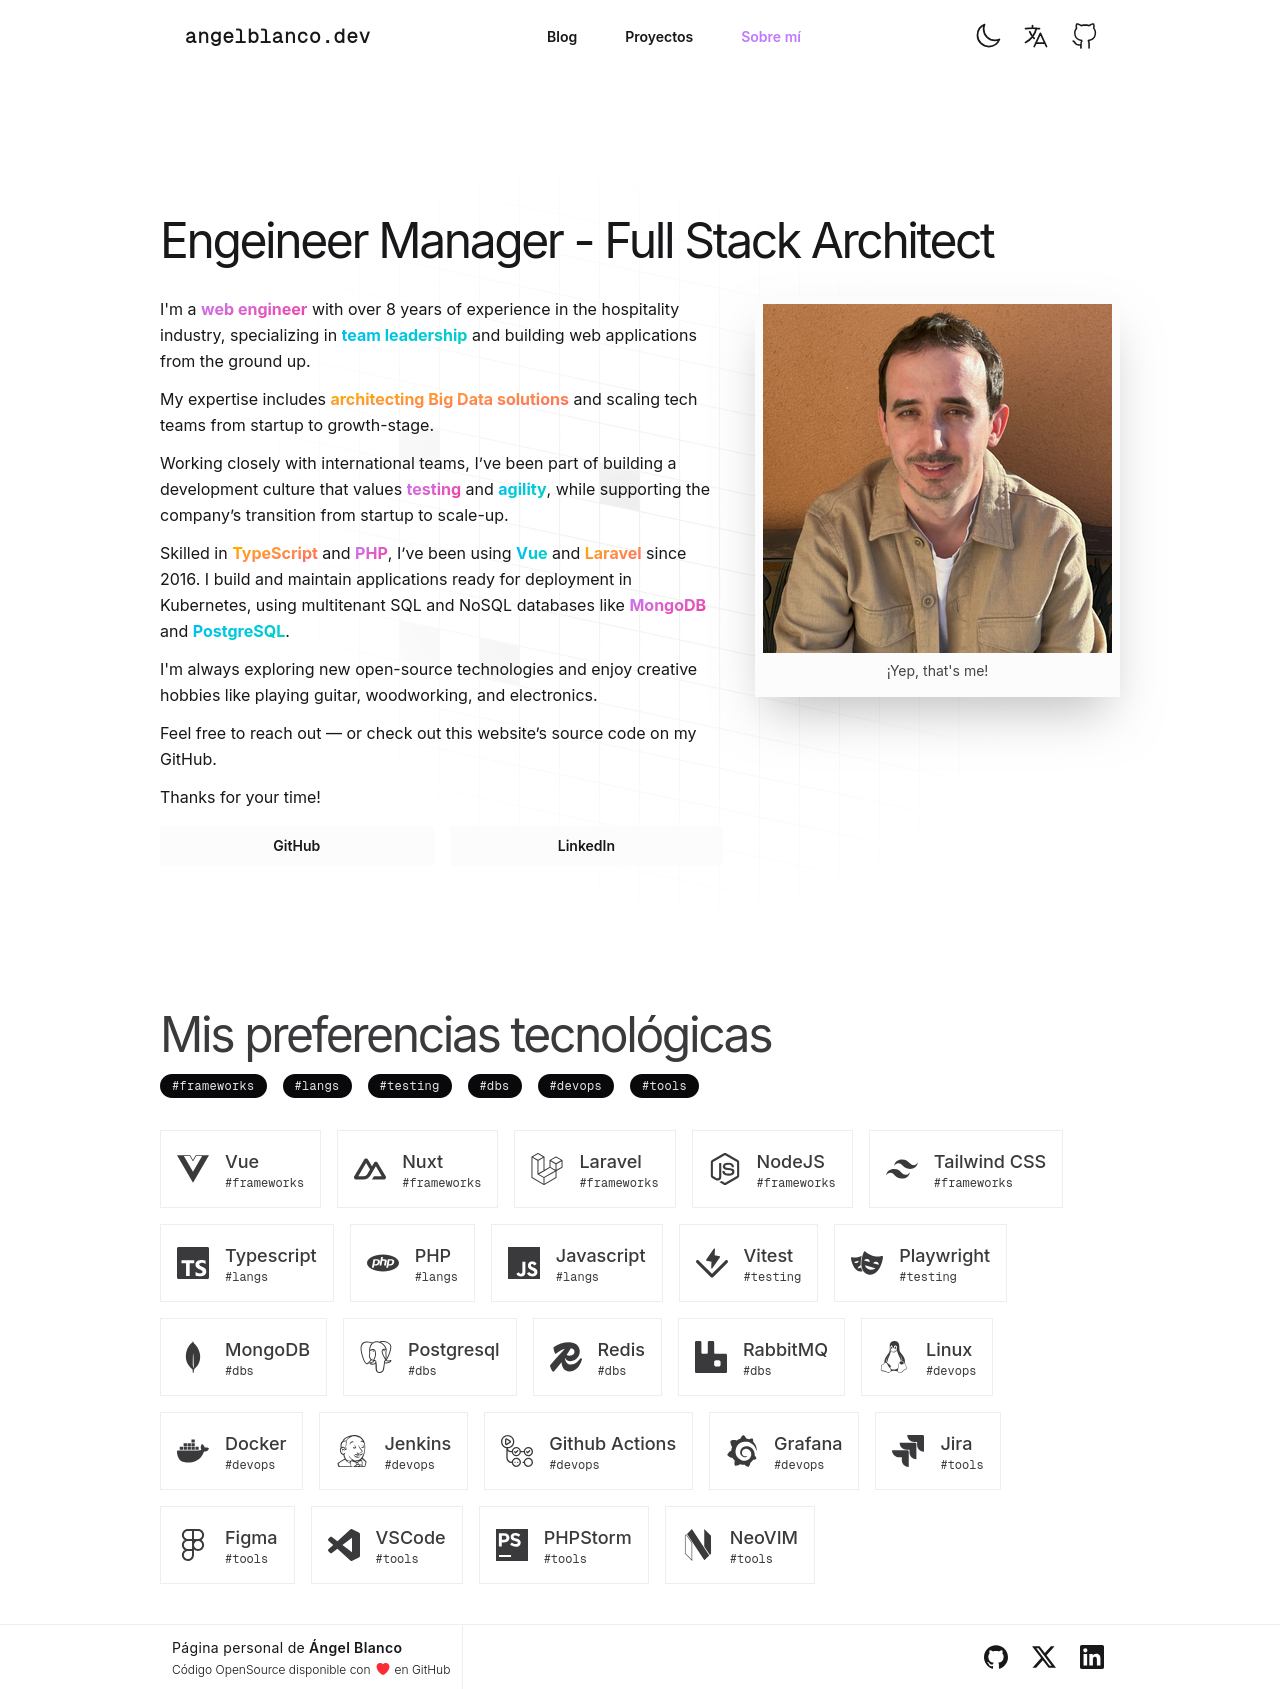 angelblanco.dev
Blog
Proyectos
Sobre mí
Engeineer Manager - Full Stack Architect
I'm a web engineer with over 8 years of experience in the hospitality
industry, specializing in team leadership and building web applications
from the ground up.
My expertise includes architecting Big Data solutions and scaling tech
teams from startup to growth-stage.
Working closely with international teams, I’ve been part of building a
development culture that values testing and agility, while supporting the
company’s transition from startup to scale-up.
Skilled in TypeScript and PHP, I’ve been using Vue and Laravel since
2016. I build and maintain applications ready for deployment in
Kubernetes, using multitenant SQL and NoSQL databases like MongoDB
and PostgreSQL.
I'm always exploring new open-source technologies and enjoy creative
hobbies like playing guitar, woodworking, and electronics.
Feel free to reach out — or check out this website’s source code on my
GitHub.
Thanks for your time!
GitHub
LinkedIn
¡Yep, that's me!
Mis preferencias tecnológicas
#frameworks
#langs
#testing
#dbs
#devops
#tools
Vue
#frameworks
Nuxt
#frameworks
Laravel
#frameworks
NodeJS
#frameworks
Tailwind CSS
#frameworks
TS
Typescript
#langs
php
PHP
#langs
JS
Javascript
#langs
Vitest
#testing
Playwright
#testing
MongoDB
#dbs
Postgresql
#dbs
Redis
#dbs
RabbitMQ
#dbs
Linux
#devops
Docker
#devops
Jenkins
#devops
Github Actions
#devops
Grafana
#devops
Jira
#tools
Figma
#tools
VSCode
#tools
PS
PHPStorm
#tools
NeoVIM
#tools
Página personal de Ángel Blanco
Código OpenSource disponible con ❤️ en GitHub